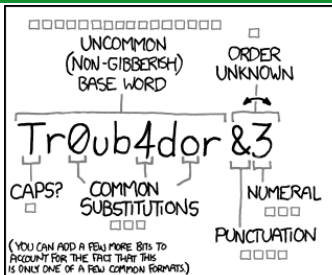 UNCOMMON
(NON-GIBBERISH)
BASE WORD
ORDER
UNKNOWN
Tr0ub4dor &3
CAPS?
COMMON
SUBSTITUTIONS
NUMERAL
PUNCTUATION
(YOU CAN ADD A FEW MORE BITS TO
ACCOUNT FOR THE FACT THAT THIS
IS ONLY ONE OF A FEW COMMON FORMATS.)